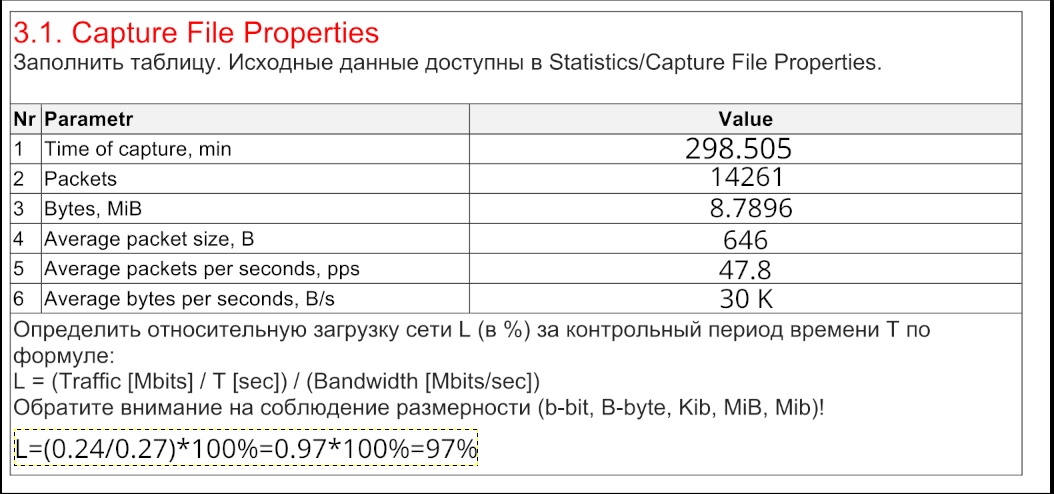 3.1. Capture File Properties
Заполнить таблицу. Исходные данные доступны в Statistics/Capture File Properties.
Nr Parametr Value
1 Time of capture, min 298.505
2 Packets 14261
3 Bytes, MiB 8.7896
4 Average packet size, B 646
5 Average packets per seconds, pps 47.8
6 Average bytes per seconds, B/s 30 K
Определить относительную загрузку сети L (в %) за контрольный период времени T по
формуле:
L = (Traffic [Mbits] / T [sec]) / (Bandwidth [Mbits/sec])
Обратите внимание на соблюдение размерности (b-bit, B-byte, Kib, MiB, Mib)!
L=(0.24/0.27)*100%=0.97*100%=97%